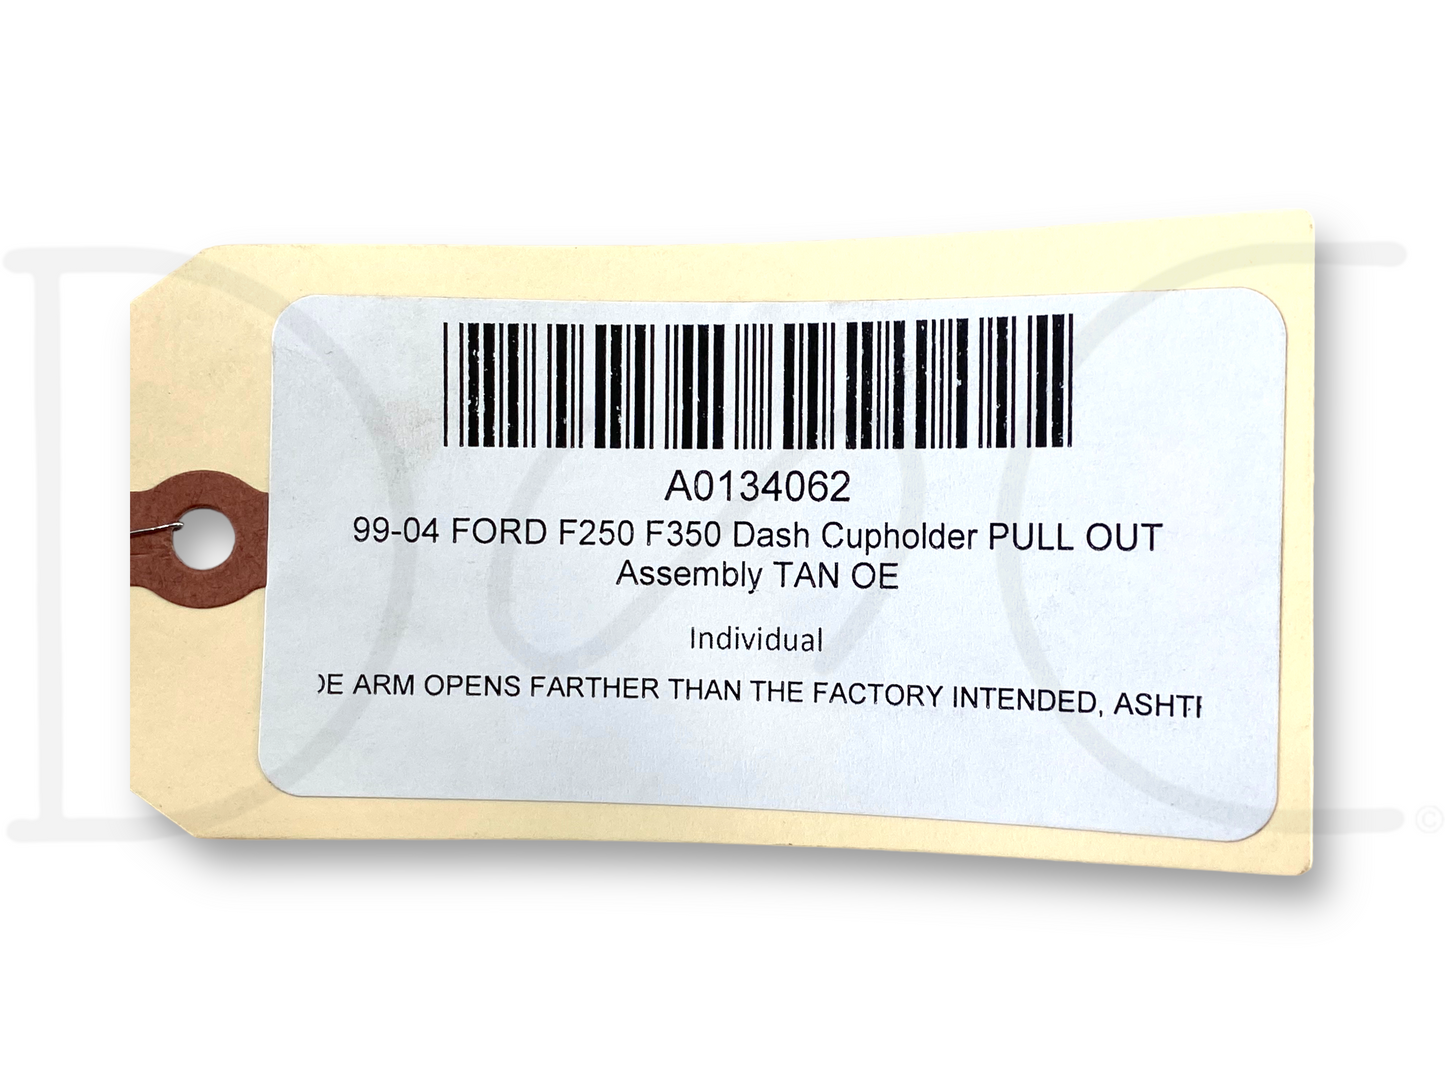 A0134062
99-04 FORD F250 F350 Dash Cupholder PULL OUT
Assembly TAN OE
Individual
ARM OPENS FARTHER THAN THE FACTORY INTENDED,